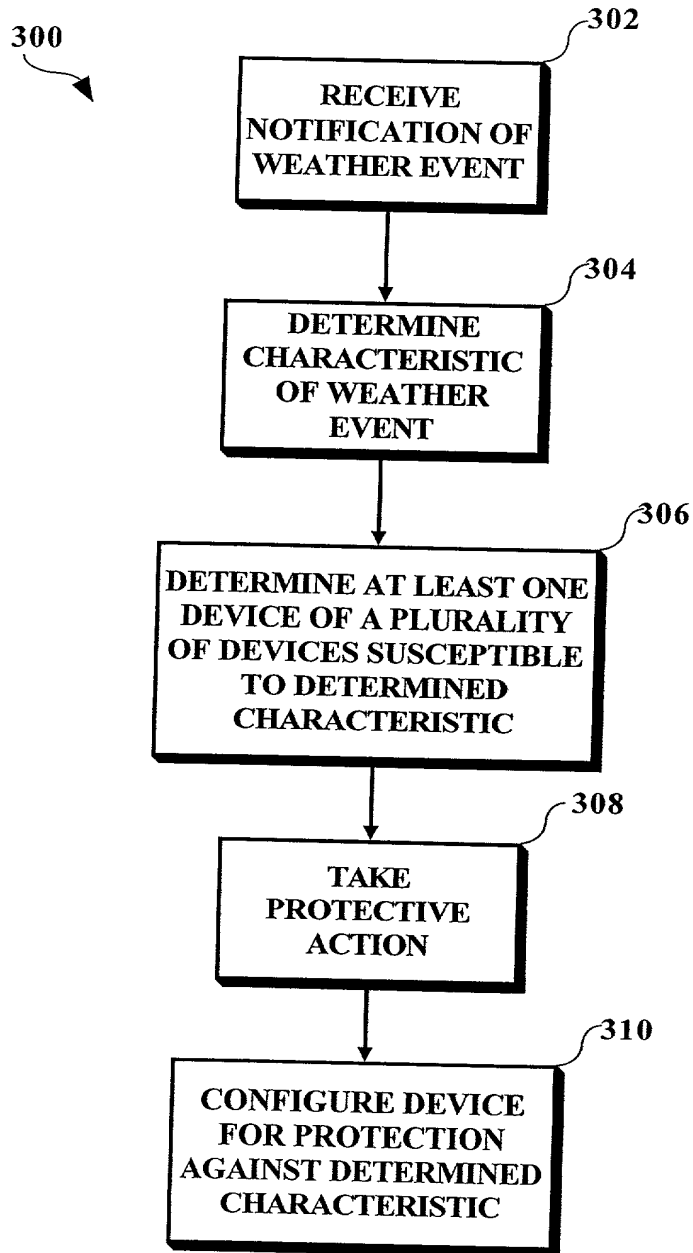 300
302
RECEIVE
NOTIFICATION OF
WEATHER EVENT
304
DETERMINE
CHARACTERISTIC
OF WEATHER
EVENT
306
DETERMINE AT LEAST ONE
DEVICE OF A PLURALITY
OF DEVICES SUSCEPTIBLE
TO DETERMINED
CHARACTERISTIC
308
TAKE
PROTECTIVE
ACTION
310
CONFIGURE DEVICE
FOR PROTECTION
AGAINST DETERMINED
CHARACTERISTIC